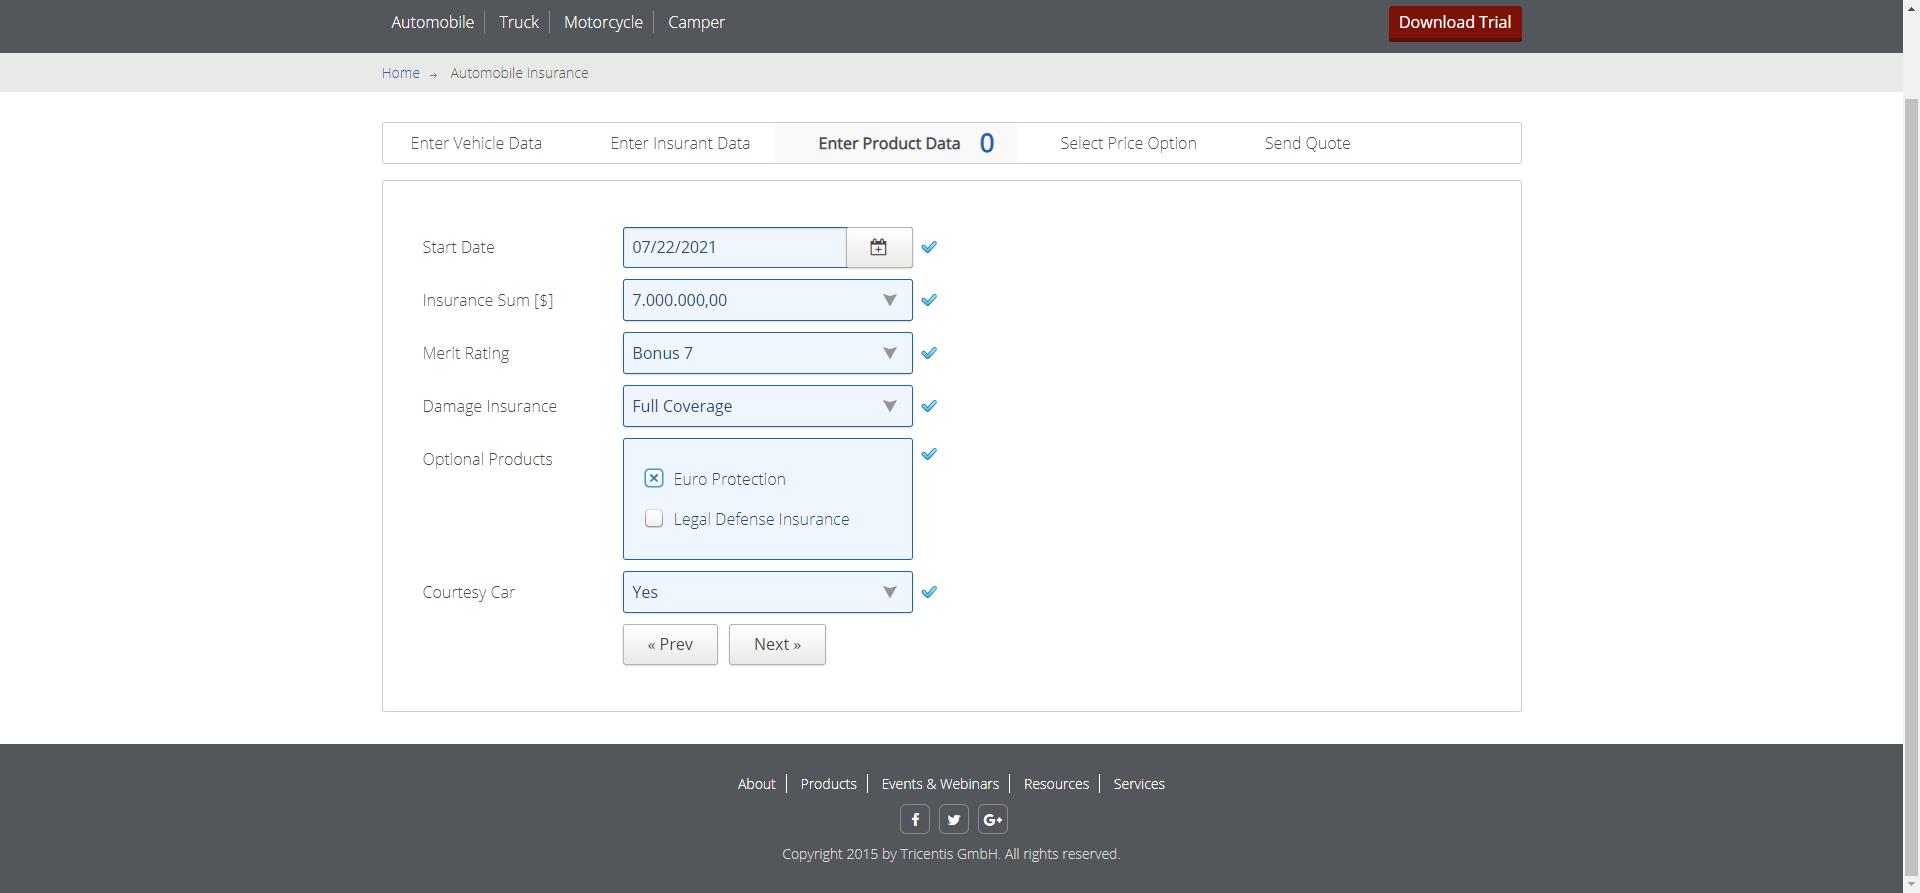 Automobile Truck Motorcycle Camper Download Trial
Home → Automobile Insurance
Enter Vehicle Data Enter Insurant Data Enter Product Data 0 Select Price Option Send Quote
Start Date 07/22/2021
Insurance Sum [$] 7.000.000,00
Merit Rating Bonus 7
Damage Insurance Full Coverage
Optional Products
Euro Protection
Legal Defense Insurance
Courtesy Car Yes
« Prev Next »
About Products Events & Webinars Resources Services
f G+
Copyright 2015 by Tricentis GmbH. All rights reserved.